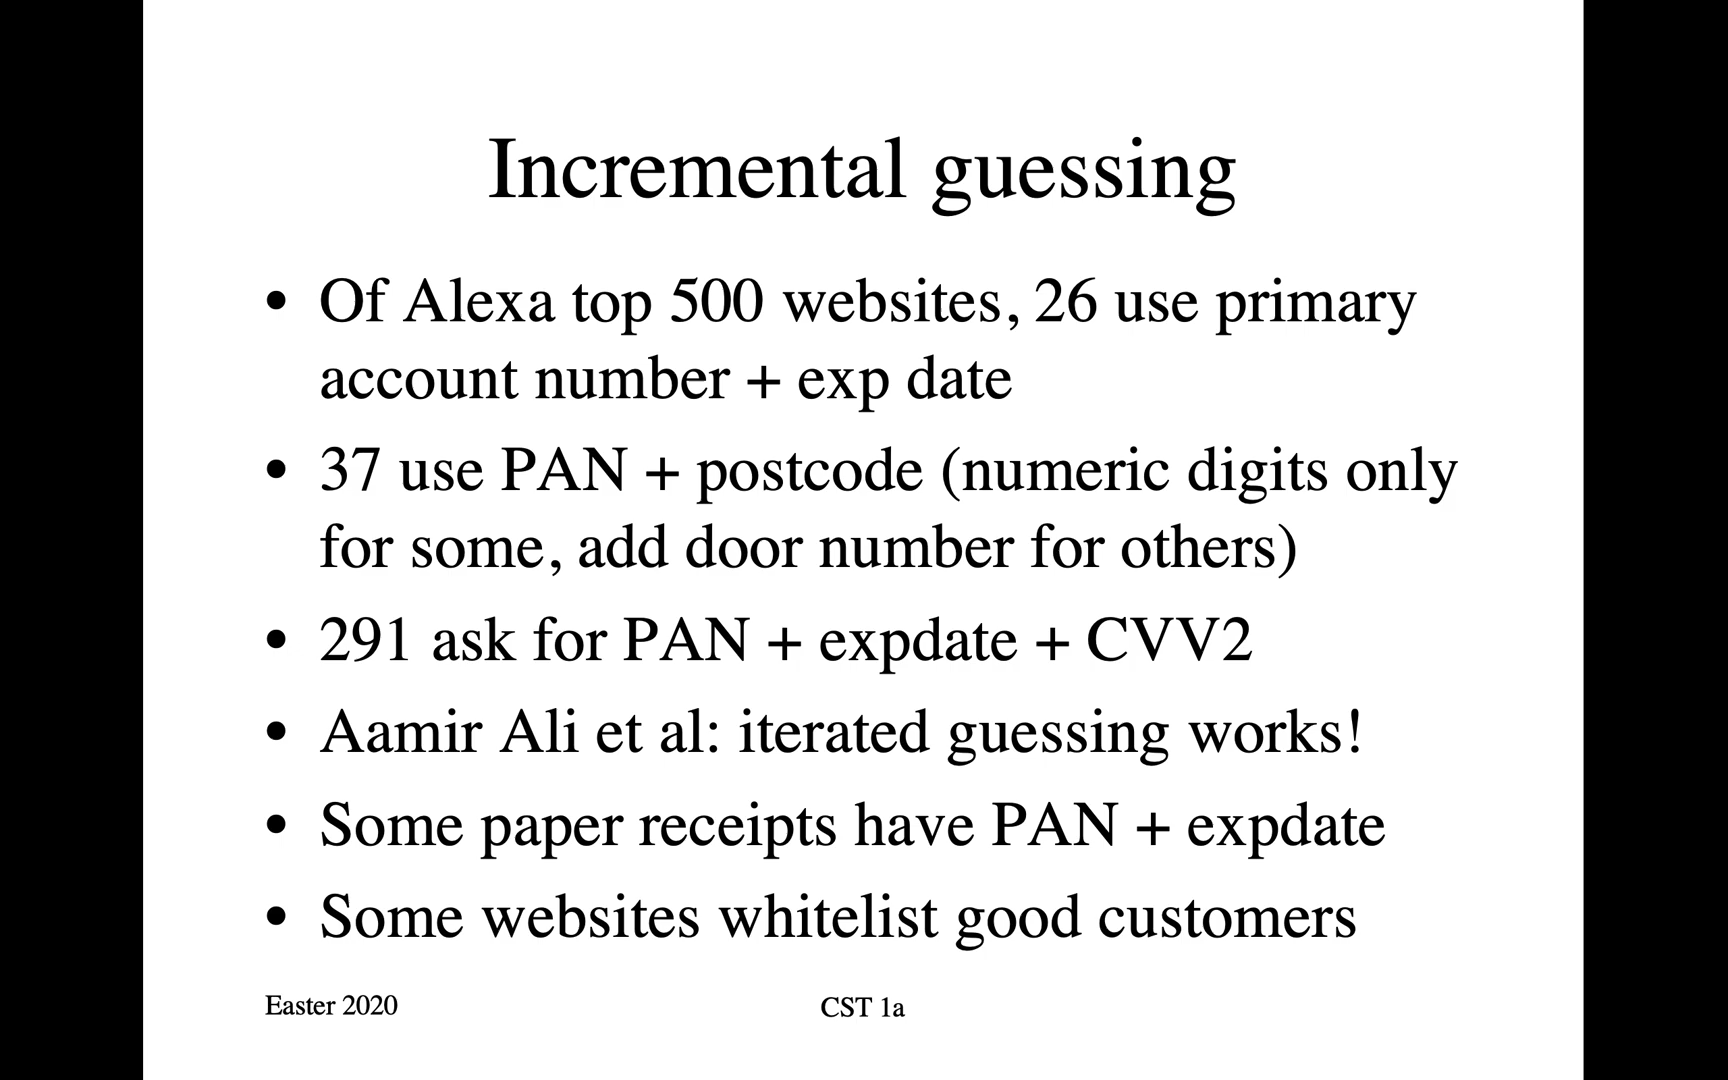 Incremental guessing
• Of Alexa top 500 websites, 26 use primary
account number + exp date
• 37 use PAN + postcode (numeric digits only
for some, add door number for others)
• 291 ask for PAN + expdate + CVV2
• Aamir Ali et al: iterated guessing works!
• Some paper receipts have PAN + expdate
• Some websites whitelist good customers
Easter 2020
CST 1a